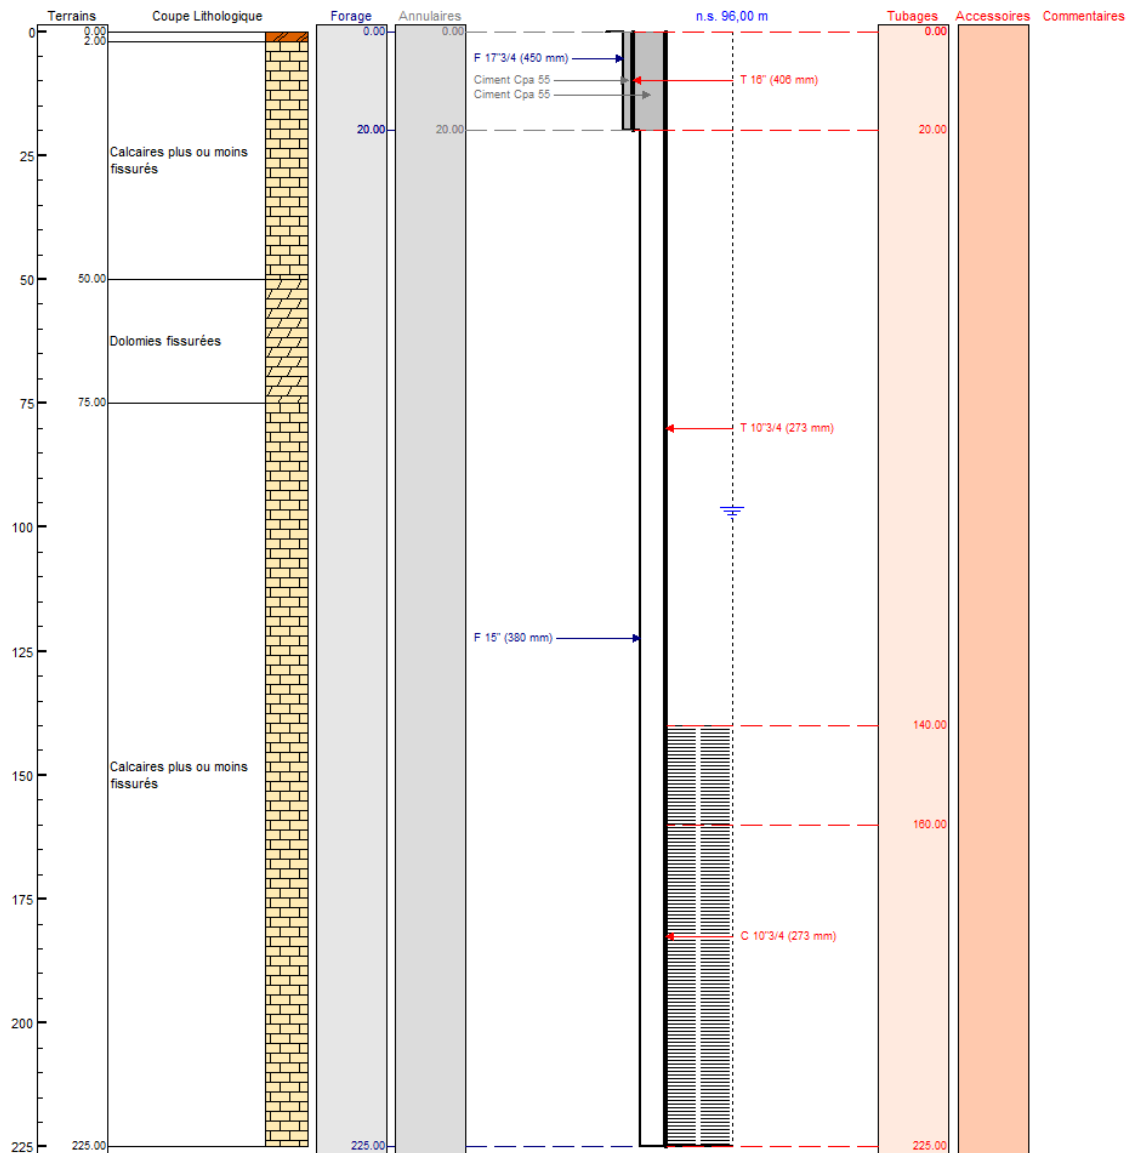 Terrains Coupe Lithologique Forage Annulaires n.s. 96,00 m Tubages Accessoires Commentaires
0 0.00 0.00 0.00 0.00
2.00
F 17"3/4 (450 mm)
Ciment Cpa 55 T 16" (406 mm)
Ciment Cpa 55
20.00 20.00 20.00
25 Calcaires plus ou moins
fissurés
50 50.00
Dolomies fissurées
75 75.00
T 10"3/4 (273 mm)
100
F 15" (380 mm)
125
140.00
150 Calcaires plus ou moins
fissurés
160.00
175
C 10"3/4 (273 mm)
200
225 225.00 225.00 225.00